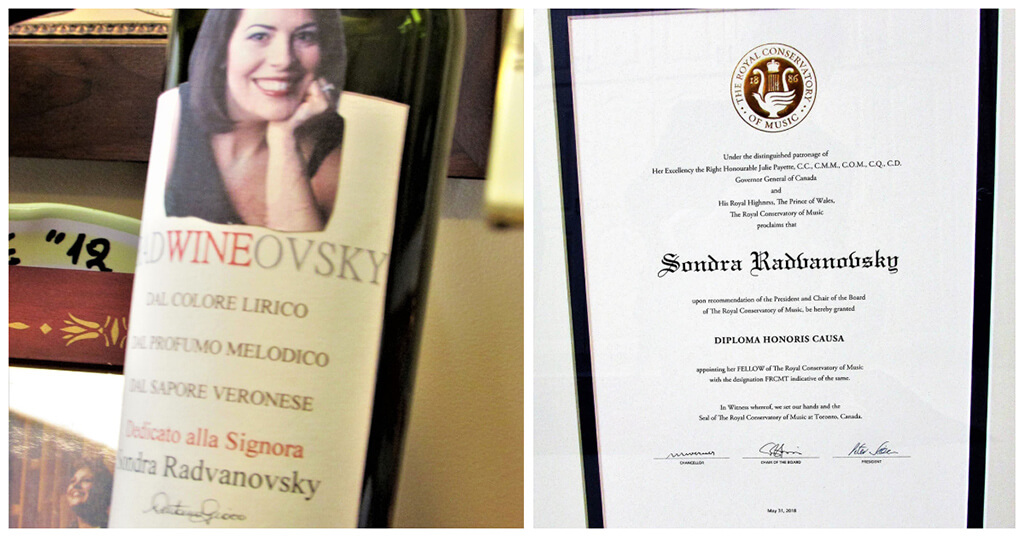 "12
ADWINEOVSKY
DAL COLORE LIRICO
DAL PROFUMO MELODICO
DAL SAPORE VERONESE
Dedicato alla Signora
Sondra Radvanovsky
THE ROYAL CONSERVATORY
1886
OF MUSIC
Under the distinguished patronage of
Her Excellency the Right Honourable Julie Payette, C.C., C.M.M., C.O.M., C.Q., C.D.
Governor General of Canada
and
His Royal Highness, The Prince of Wales,
The Royal Conservatory of Music
proclaims that
Sondra Radvanovsky
upon recommendation of the President and Chair of the Board
of The Royal Conservatory of Music, be hereby granted
DIPLOMA HONORIS CAUSA
appointing her FELLOW of The Royal Conservatory of Music
with the designation FRCMT indicative of the same.
In Witness whereof, we set our hands and the
Seal of The Royal Conservatory of Music at Toronto, Canada.
CHANCELLOR CHAIR OF THE BOARD PRESIDENT
May 31, 2018